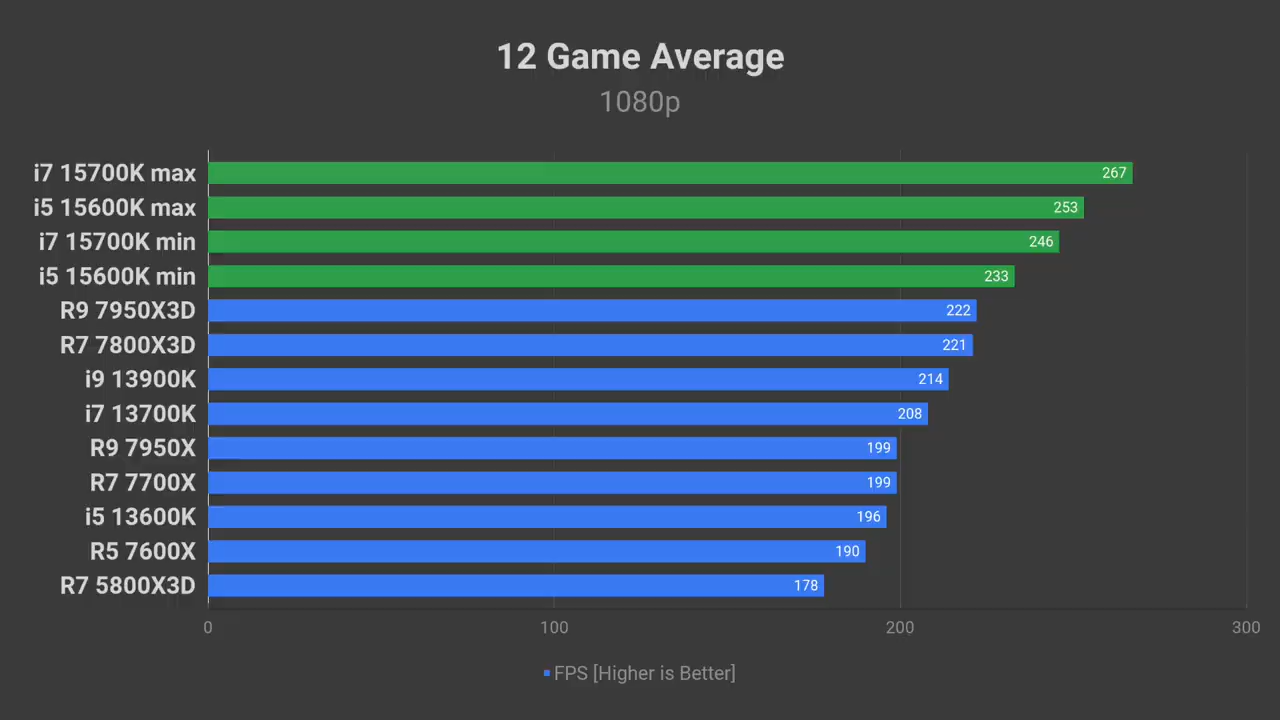 12 Game Average
1080p
i7 15700K max 267
i5 15600K max 253
i7 15700K min 246
i5 15600K min 233
R9 7950X3D 222
R7 7800X3D 221
i9 13900K 214
i7 13700K 208
R9 7950X 199
R7 7700X 199
i5 13600K 196
R5 7600X 190
R7 5800X3D 178
0 100 200 300
FPS [Higher is Better]